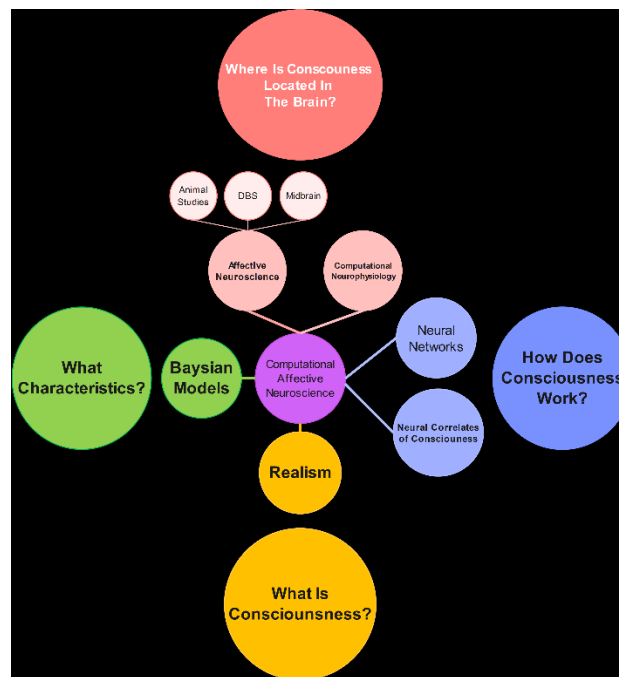 Where Is Conscouness
Located In
The Brain?
Animal
Studies
DBS
Midbrain
Affective
Neuroscience
Computational
Neurophysiology
Neural
Networks
What
Characteristics?
Baysian
Models
Computational
Affective
Neuroscience
How Does
Consciousness
Work?
Neural Correlates
of Consciouness
Realism
What Is
Consciounsness?